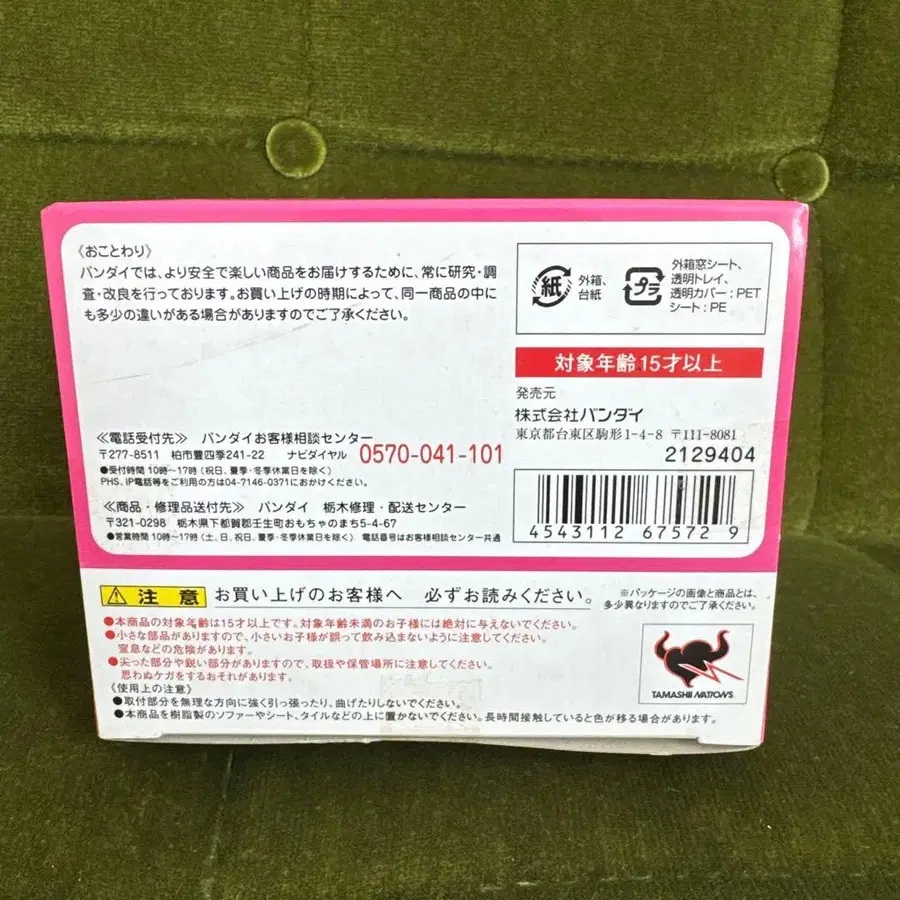 《おことわり》
バンダイでは、より安全で楽しい商品をお届けするために、常に研究・調
査・改良を行っております。お買い上げの時期によって、同一商品の中に
も多少の違いがある場合がありますのでご了承ください。
≪電話受付先≫ バンダイお客様相談センター
〒277-8511 柏市豊四季241-22 ナビダイヤル 0570-041-101
●受付時間 10時〜17時 (祝日、夏季・冬季休業日を除く)
PHS、IP電話等をご利用の方は04-7146-0371におかけください。
≪商品・修理品送付先≫ バンダイ 栃木修理・配送センター
〒321-0298 栃木県下都賀郡壬生町おもちゃのまち5-4-67
●営業時間 10時〜17時 (土、日、祝日、夏季・冬季休業日を除く) 電話番号はお客様相談センター共通
紙 外箱、
台紙
プラ 外箱窓シート、
透明トレイ、
透明カバー:PET
シート:PE
対象年齢15才以上
発売元
株式会社バンダイ
東京都台東区駒形1-4-8 〒111-8081
2129404
4543112 675729
注意 お買い上げのお客様へ 必ずお読みください。
※パッケージの画像と商品とは、
多少異なりますのでご了承ください。
●本商品の対象年齢は15才以上です。対象年齢未満のお子様には絶対に与えないでください。
●小さな部品がありますので、小さいお子様が誤って飲み込まないように注意してください。
窒息などの危険があります。
●尖った部分や鋭い部分がありますので、取扱や保管場所に注意してください。
思わぬケガをするおそれがあります。
〈使用上の注意〉
●取付部分を無理な方向に強く引っ張ったり、曲げたりしないでください。
●本商品を樹脂製のソファーやシート、タイルなどの上に置かないでください。長時間接触していると色が移る場合があります。
TAMASHII NATIONS